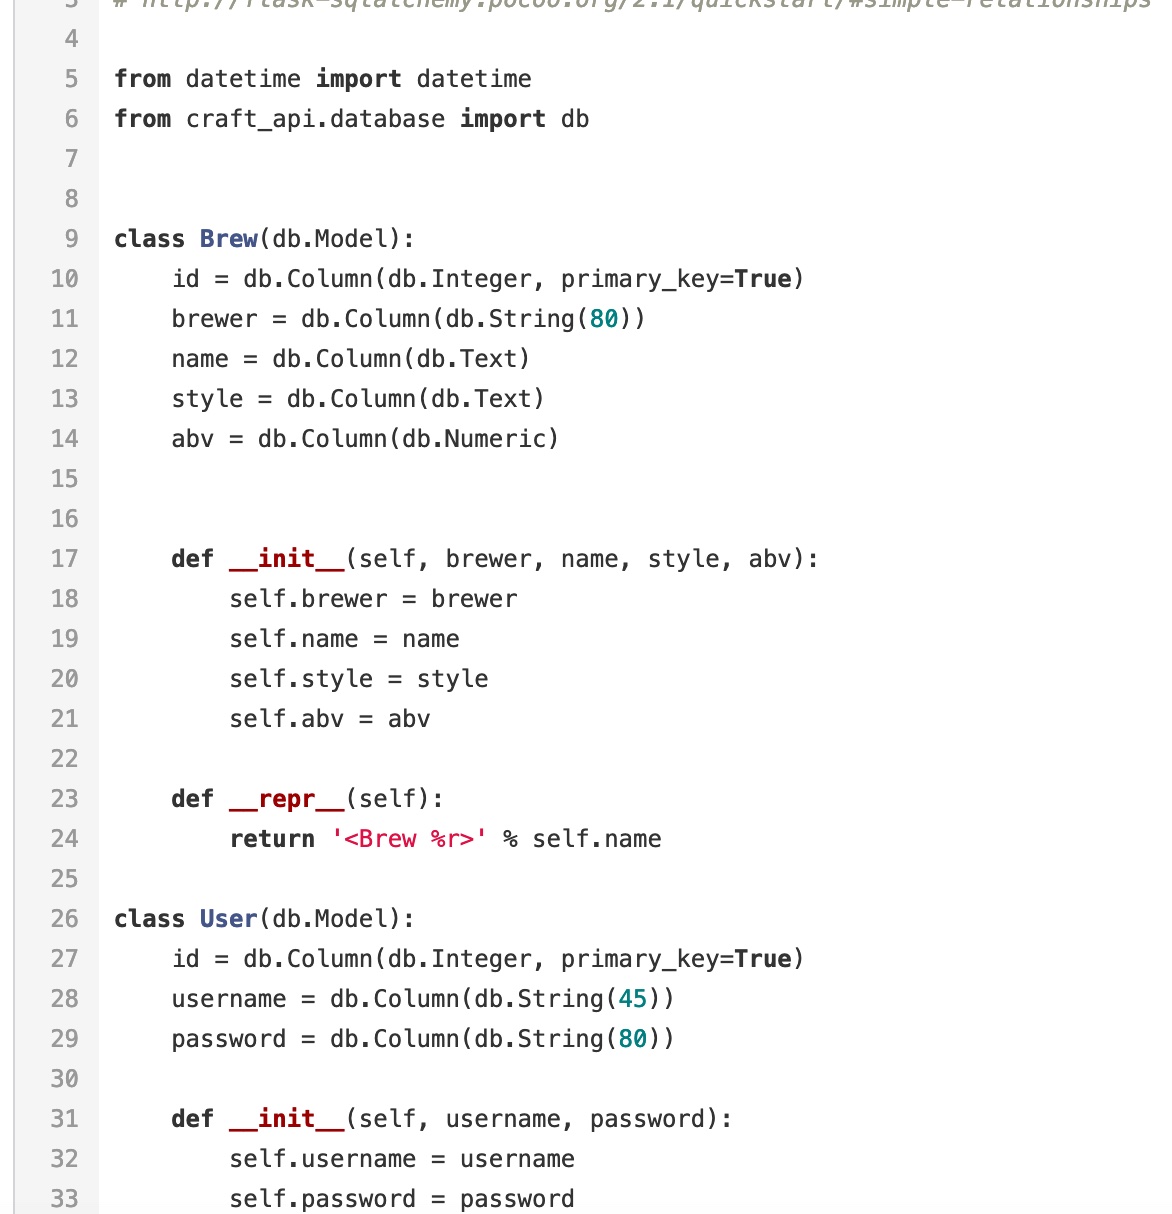 3 # http://flask-sqlalchemy.pocoo.org/2.1/quickstart/#simple-relationships
4
5 from datetime import datetime
6 from craft_api.database import db
7
8
9 class Brew(db.Model):
10     id = db.Column(db.Integer, primary_key=True)
11     brewer = db.Column(db.String(80))
12     name = db.Column(db.Text)
13     style = db.Column(db.Text)
14     abv = db.Column(db.Numeric)
15
16
17     def __init__(self, brewer, name, style, abv):
18         self.brewer = brewer
19         self.name = name
20         self.style = style
21         self.abv = abv
22
23     def __repr__(self):
24         return '<Brew %r>' % self.name
25
26 class User(db.Model):
27     id = db.Column(db.Integer, primary_key=True)
28     username = db.Column(db.String(45))
29     password = db.Column(db.String(80))
30
31     def __init__(self, username, password):
32         self.username = username
33         self.password = password